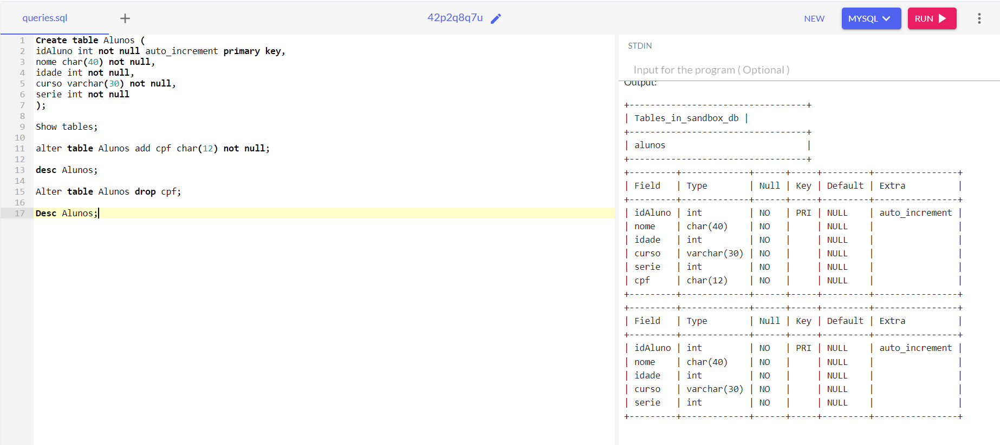 queries.sql + 42p2q8q7u NEW MYSQL RUN
1 Create table Alunos (
2 idAluno int not null auto_increment primary key,
3 nome char(40) not null,
4 idade int not null,
5 curso varchar(30) not null,
6 serie int not null
7 );
8
9 Show tables;
10
11 alter table Alunos add cpf char(12) not null;
12
13 desc Alunos;
14
15 Alter table Alunos drop cpf;
16
17 Desc Alunos;
STDIN
Input for the program ( Optional )
Output:
+----------------------------------+
| Tables_in_sandbox_db |
+----------------------------------+
| alunos                           |
+----------------------------------+
+---------+-------------+------+-----+---------+----------------+
| Field   | Type        | Null | Key | Default | Extra          |
+---------+-------------+------+-----+---------+----------------+
| idAluno | int         | NO   | PRI | NULL    | auto_increment |
| nome    | char(40)    | NO   |     | NULL    |                |
| idade   | int         | NO   |     | NULL    |                |
| curso   | varchar(30) | NO   |     | NULL    |                |
| serie   | int         | NO   |     | NULL    |                |
| cpf     | char(12)    | NO   |     | NULL    |                |
+---------+-------------+------+-----+---------+----------------+
+---------+-------------+------+-----+---------+----------------+
| Field   | Type        | Null | Key | Default | Extra          |
+---------+-------------+------+-----+---------+----------------+
| idAluno | int         | NO   | PRI | NULL    | auto_increment |
| nome    | char(40)    | NO   |     | NULL    |                |
| idade   | int         | NO   |     | NULL    |                |
| curso   | varchar(30) | NO   |     | NULL    |                |
| serie   | int         | NO   |     | NULL    |                |
+---------+-------------+------+-----+---------+----------------+